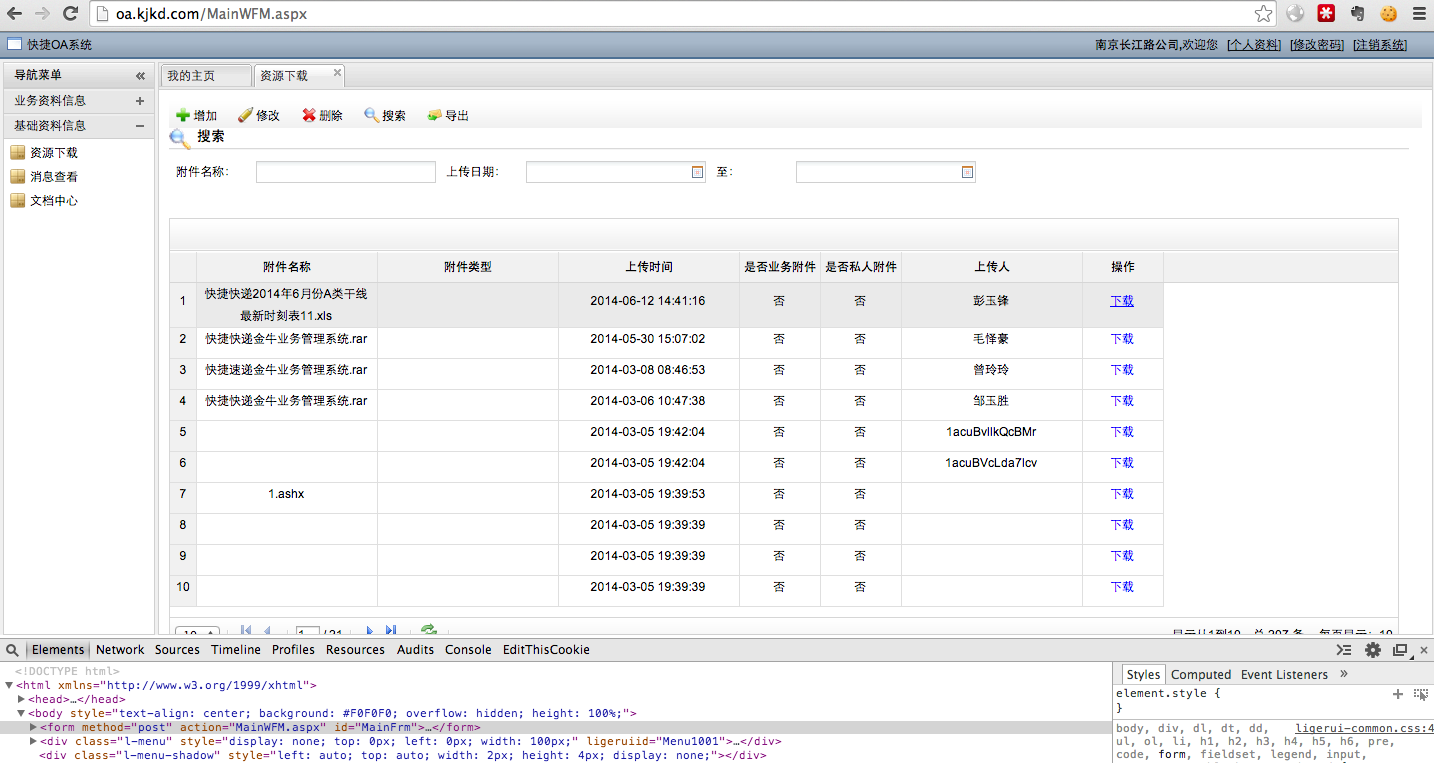 oa.kjkd.com/MainWFM.aspx
快捷OA系统 南京长江路公司,欢迎您 [个人资料] [修改密码] [注销系统]
导航菜单 « 我的主页 资源下载 ×
业务资料信息 +
基础资料信息 −
资源下载
消息查看
文档中心
增加 修改 删除 搜索 导出
搜索
附件名称: 上传日期: 至:
附件名称 附件类型 上传时间 是否业务附件 是否私人附件 上传人 操作
1 快捷快递2014年6月份A类干线 2014-06-12 14:41:16 否 否 彭玉锋 下载
最新时刻表11.xls
2 快捷快递金牛业务管理系统.rar 2014-05-30 15:07:02 否 否 毛怿豪 下载
3 快捷速递金牛业务管理系统.rar 2014-03-08 08:46:53 否 否 曾玲玲 下载
4 快捷快递金牛业务管理系统.rar 2014-03-06 10:47:38 否 否 邹玉胜 下载
5 2014-03-05 19:42:04 否 否 下载
6 2014-03-05 19:42:04 否 否 下载
7 1.ashx 2014-03-05 19:39:53 否 否 下载
8 2014-03-05 19:39:39 否 否 下载
9 2014-03-05 19:39:39 否 否 下载
10 2014-03-05 19:39:39 否 否 下载
10 1 / 21 显示从1到10，总 207 条 。每页显示：10
Elements Network Sources Timeline Profiles Resources Audits Console EditThisCookie
<!DOCTYPE html>
<html xmlns="http://www.w3.org/1999/xhtml">
<head>…</head>
<body style="text-align: center; background: #F0F0F0; overflow: hidden; height: 100%;">
<form method="post" action="MainWFM.aspx" id="MainFrm">…</form>
<div class="l-menu" style="display: none; top: 0px; left: 0px; width: 100px;" ligeruiid="Menu1001">…</div>
<div class="l-menu-shadow" style="left: auto; top: auto; width: 2px; height: 4px; display: none;"></div>
Styles Computed Event Listeners »
element.style {
}
body, div, dl, dt, dd, ligerui-common.css:4
ul, ol, li, h1, h2, h3, h4, h5, h6, pre,
code, form, fieldset, legend, input,